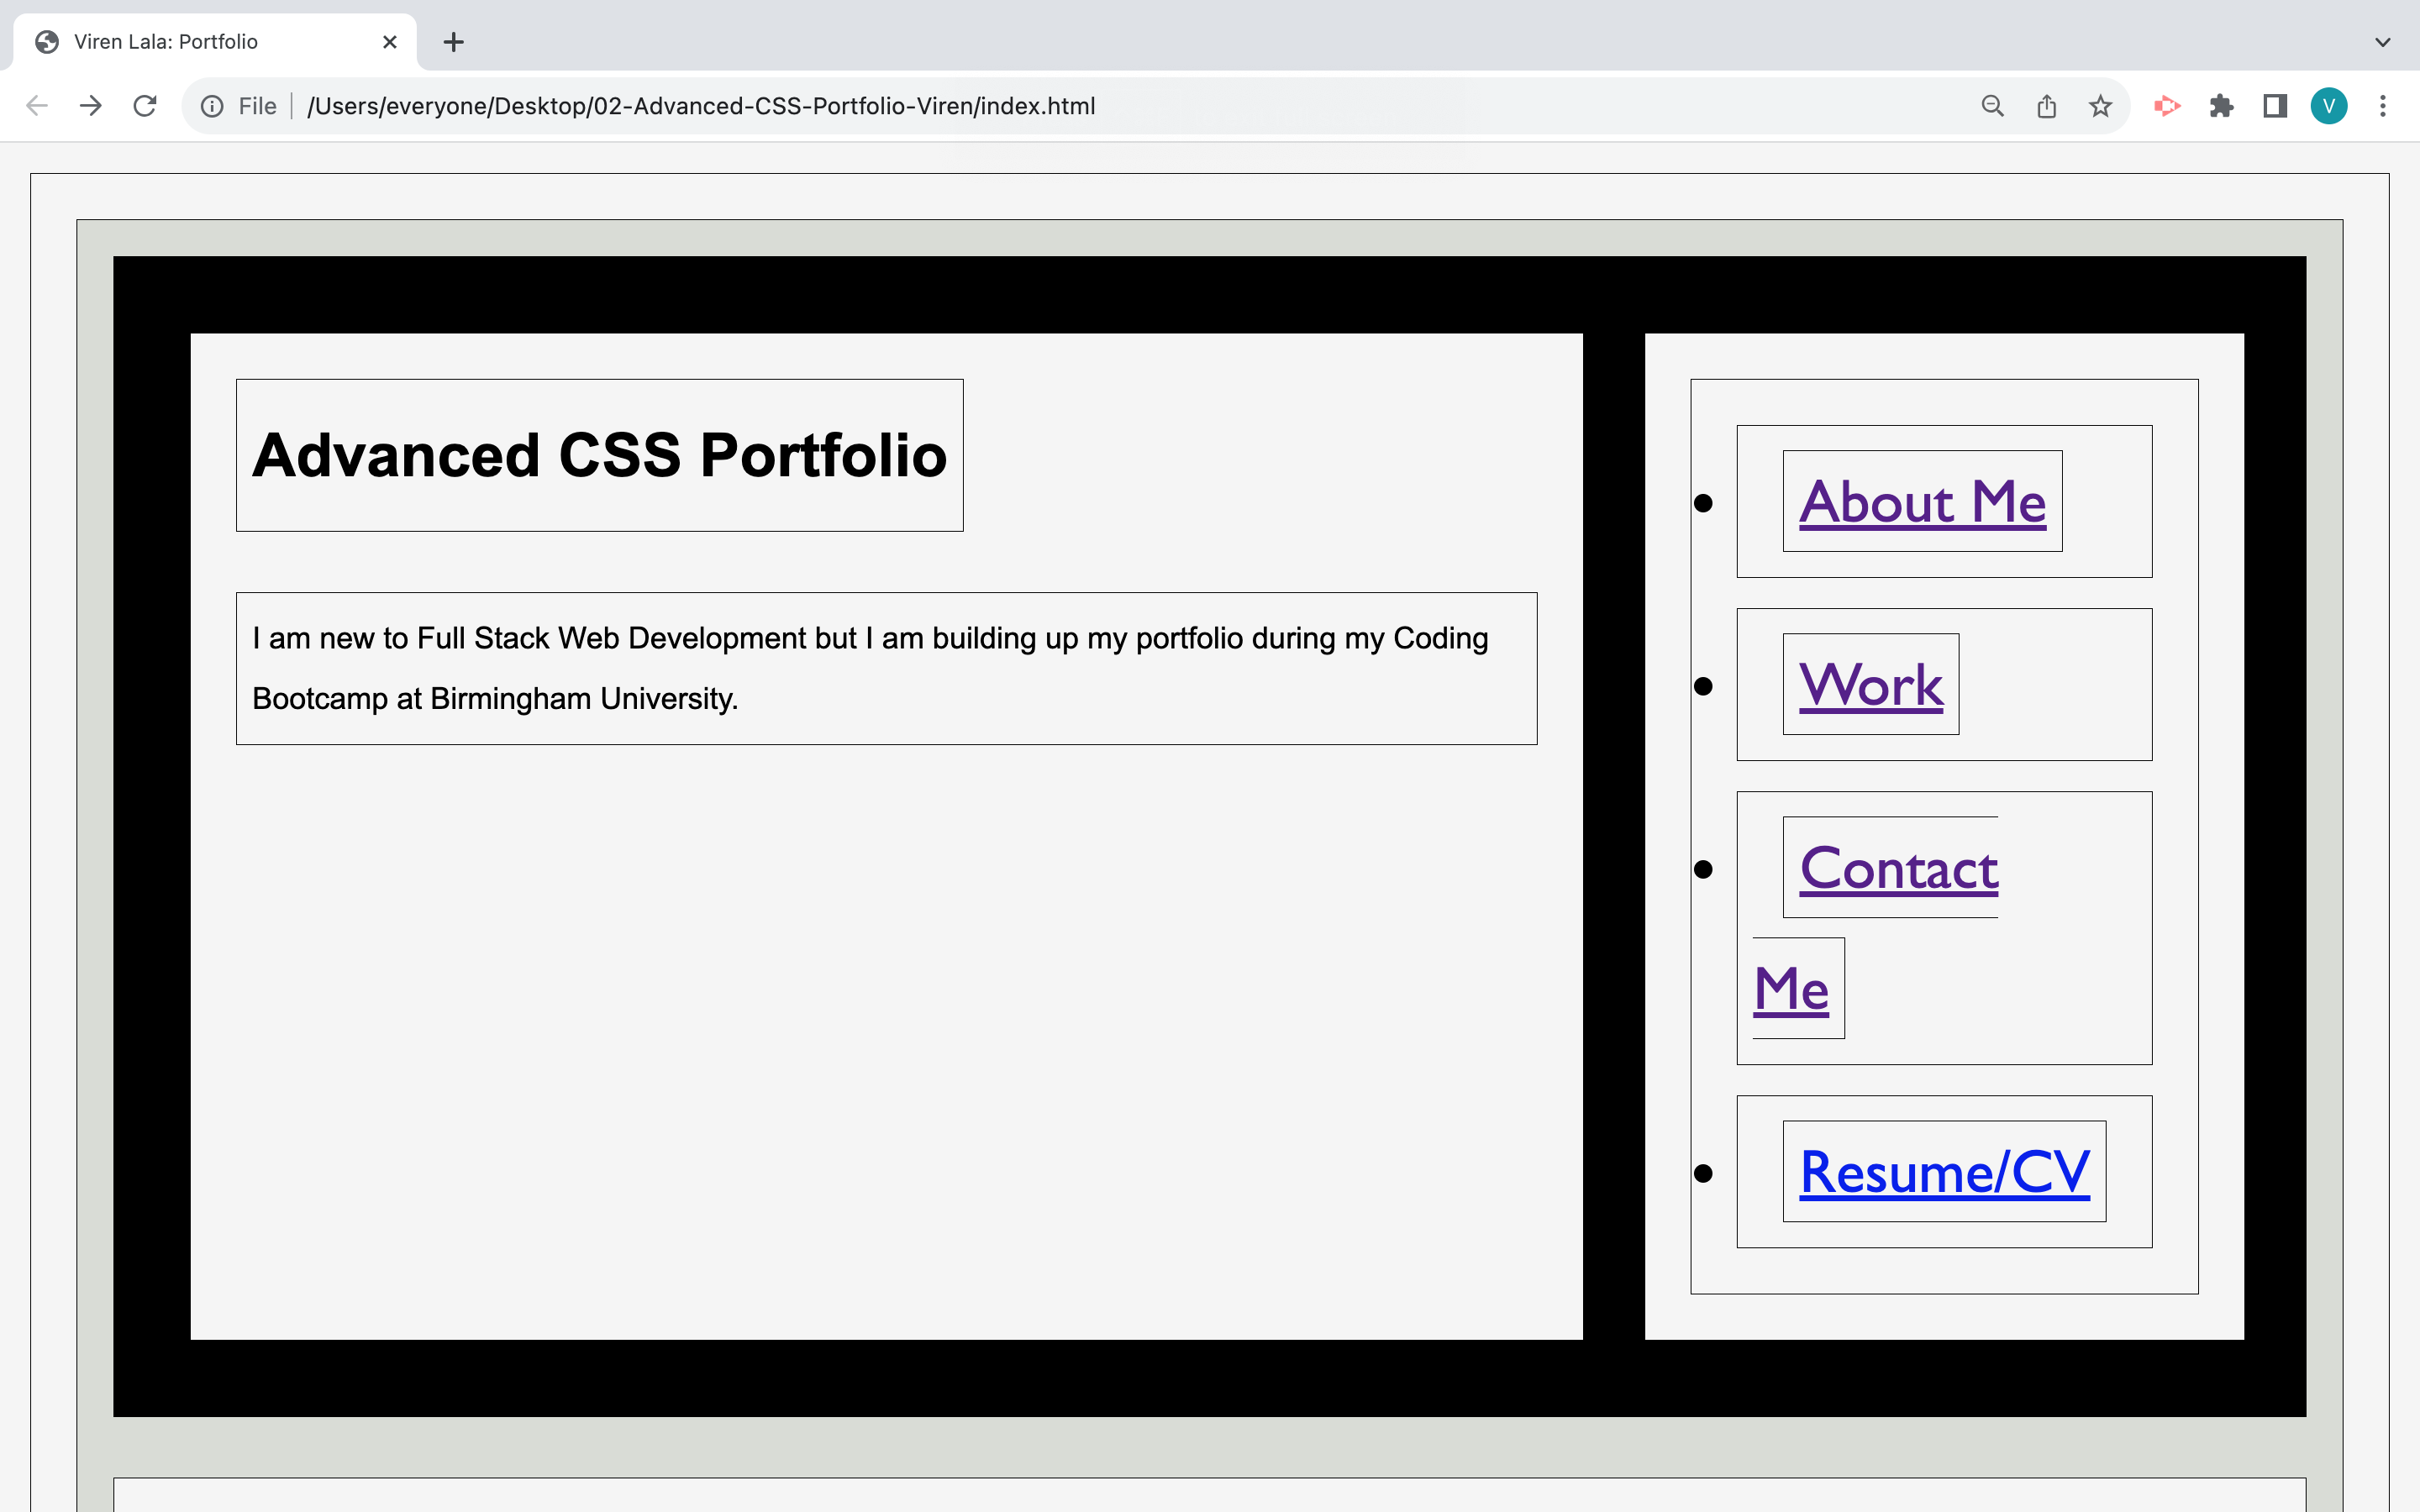 Viren Lala: Portfolio
File /Users/everyone/Desktop/02-Advanced-CSS-Portfolio-Viren/index.html
V
Advanced CSS Portfolio
I am new to Full Stack Web Development but I am building up my portfolio during my Coding
Bootcamp at Birmingham University.
About Me
Work
Contact
Me
Resume/CV